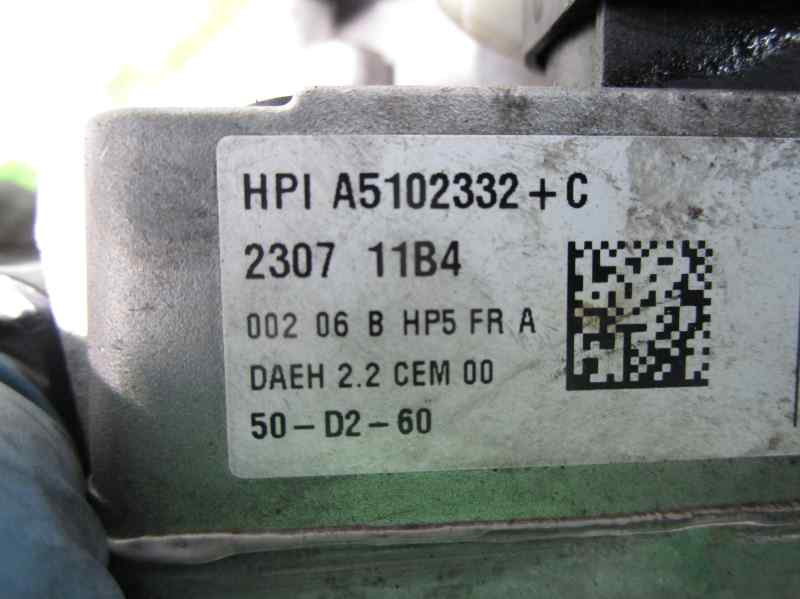 HPI A5102332+C
2307 11B4
002 06 B HP5 FR A
DAEH 2.2 CEM 00
50-D2-60